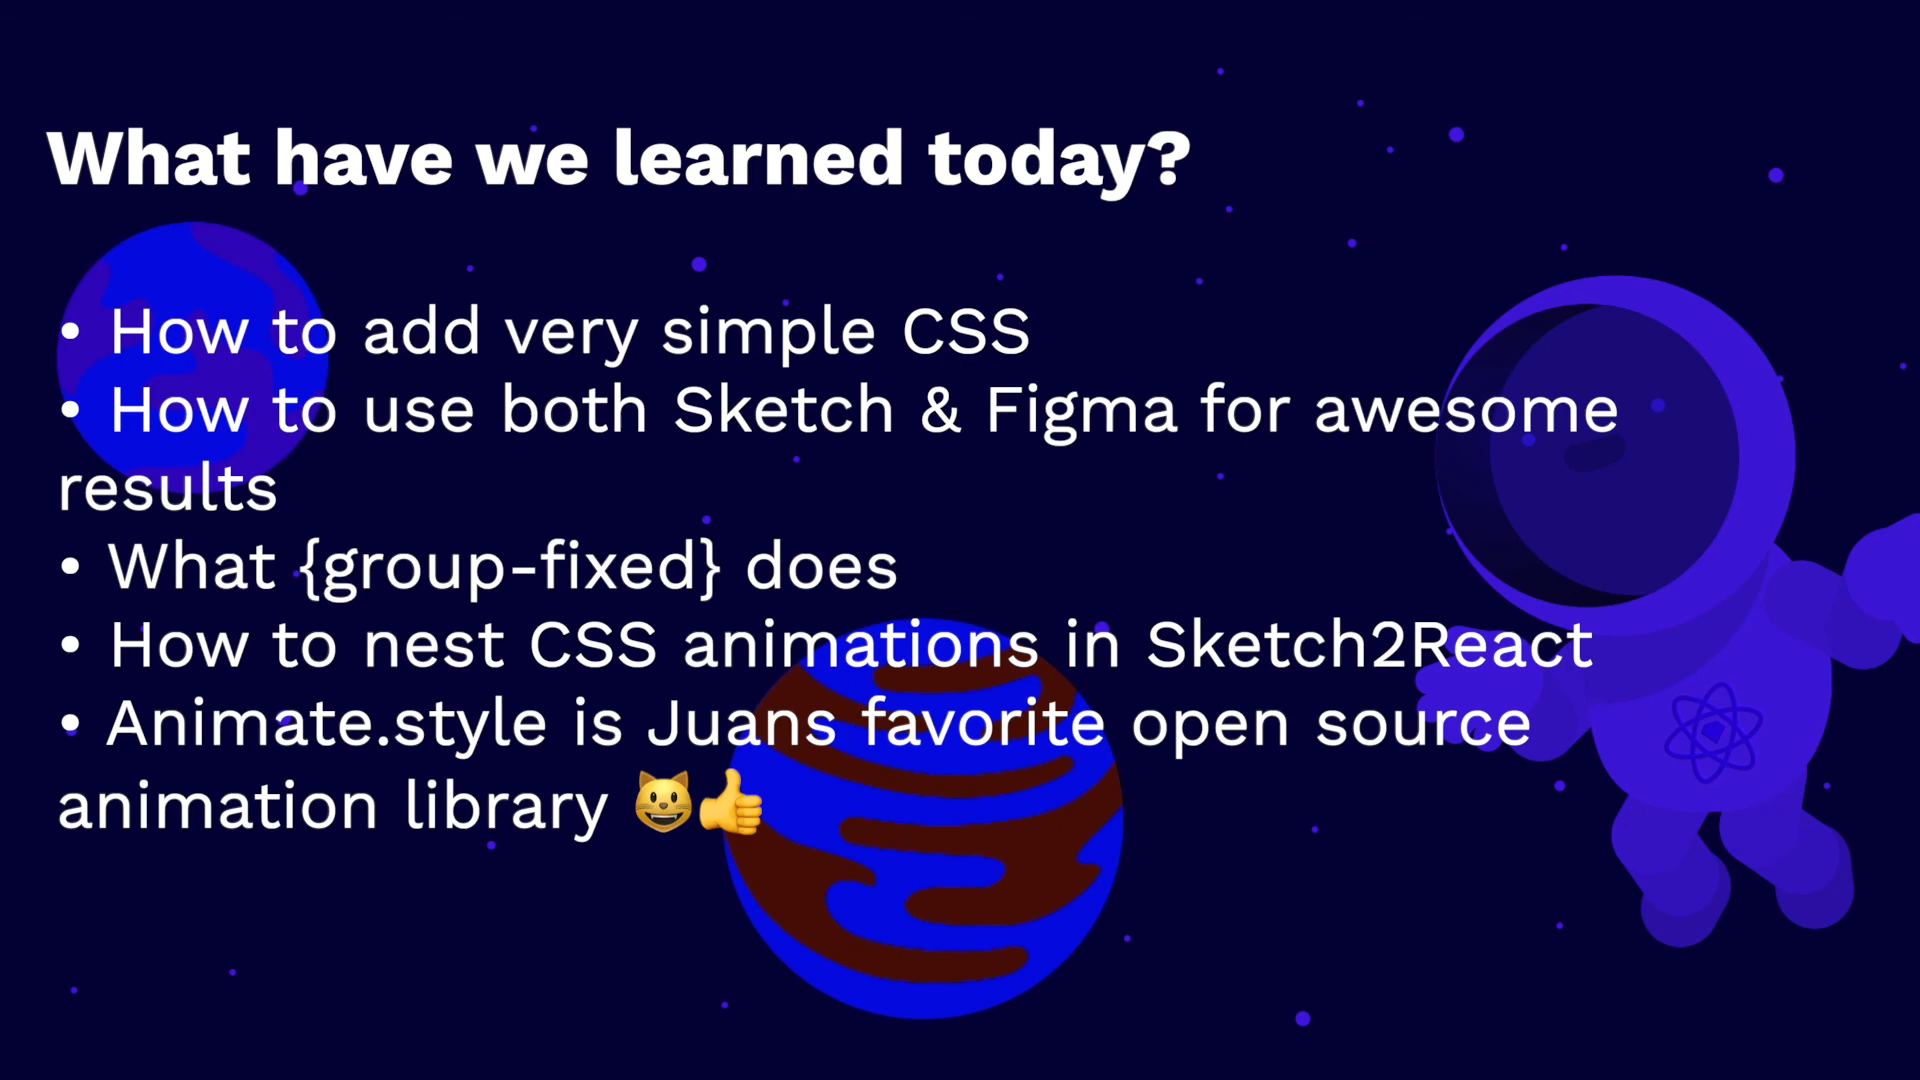 What have we learned today?
• How to add very simple CSS
• How to use both Sketch & Figma for awesome
results
• What {group-fixed} does
• How to nest CSS animations in Sketch2React
• Animate.style is Juans favorite open source
animation library 😺👍